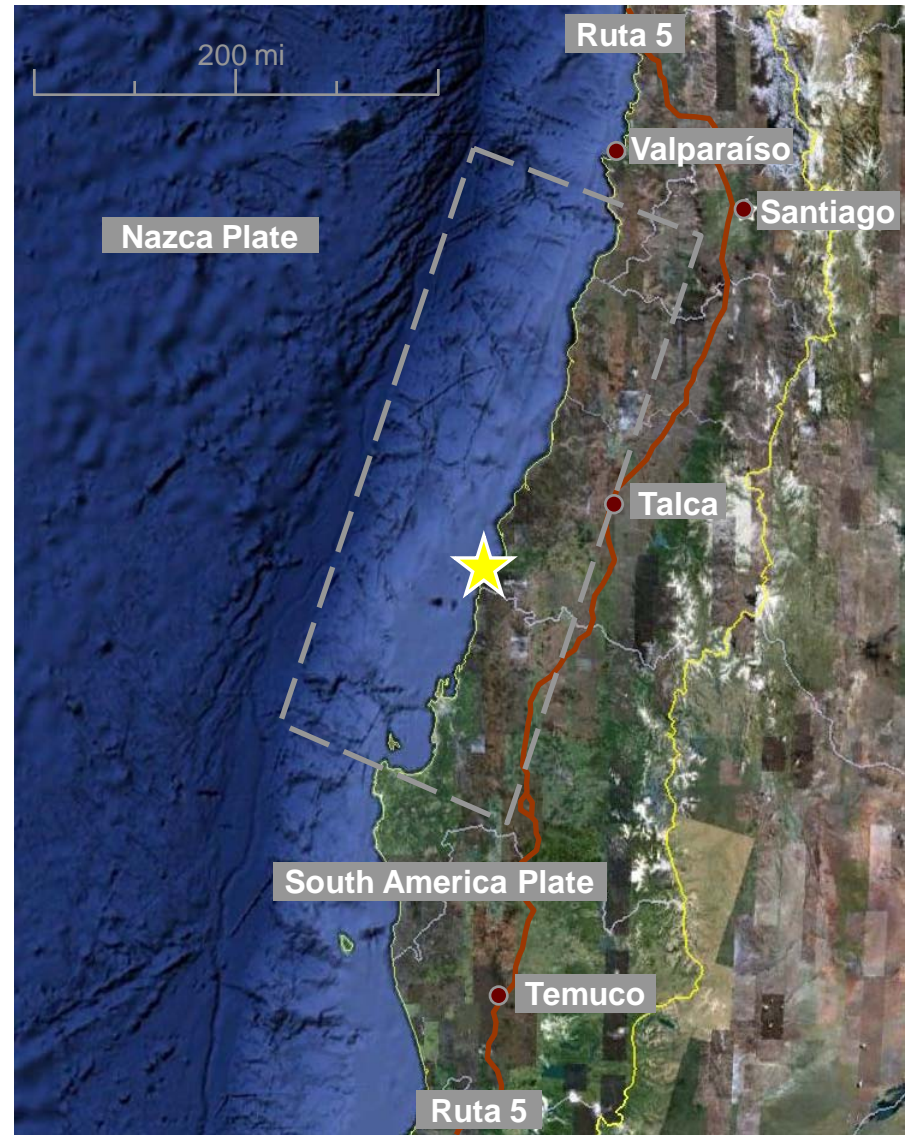 Ruta 5
200 mi
Valparaíso
Santiago
Nazca Plate
Talca
South America Plate
Temuco
Ruta 5